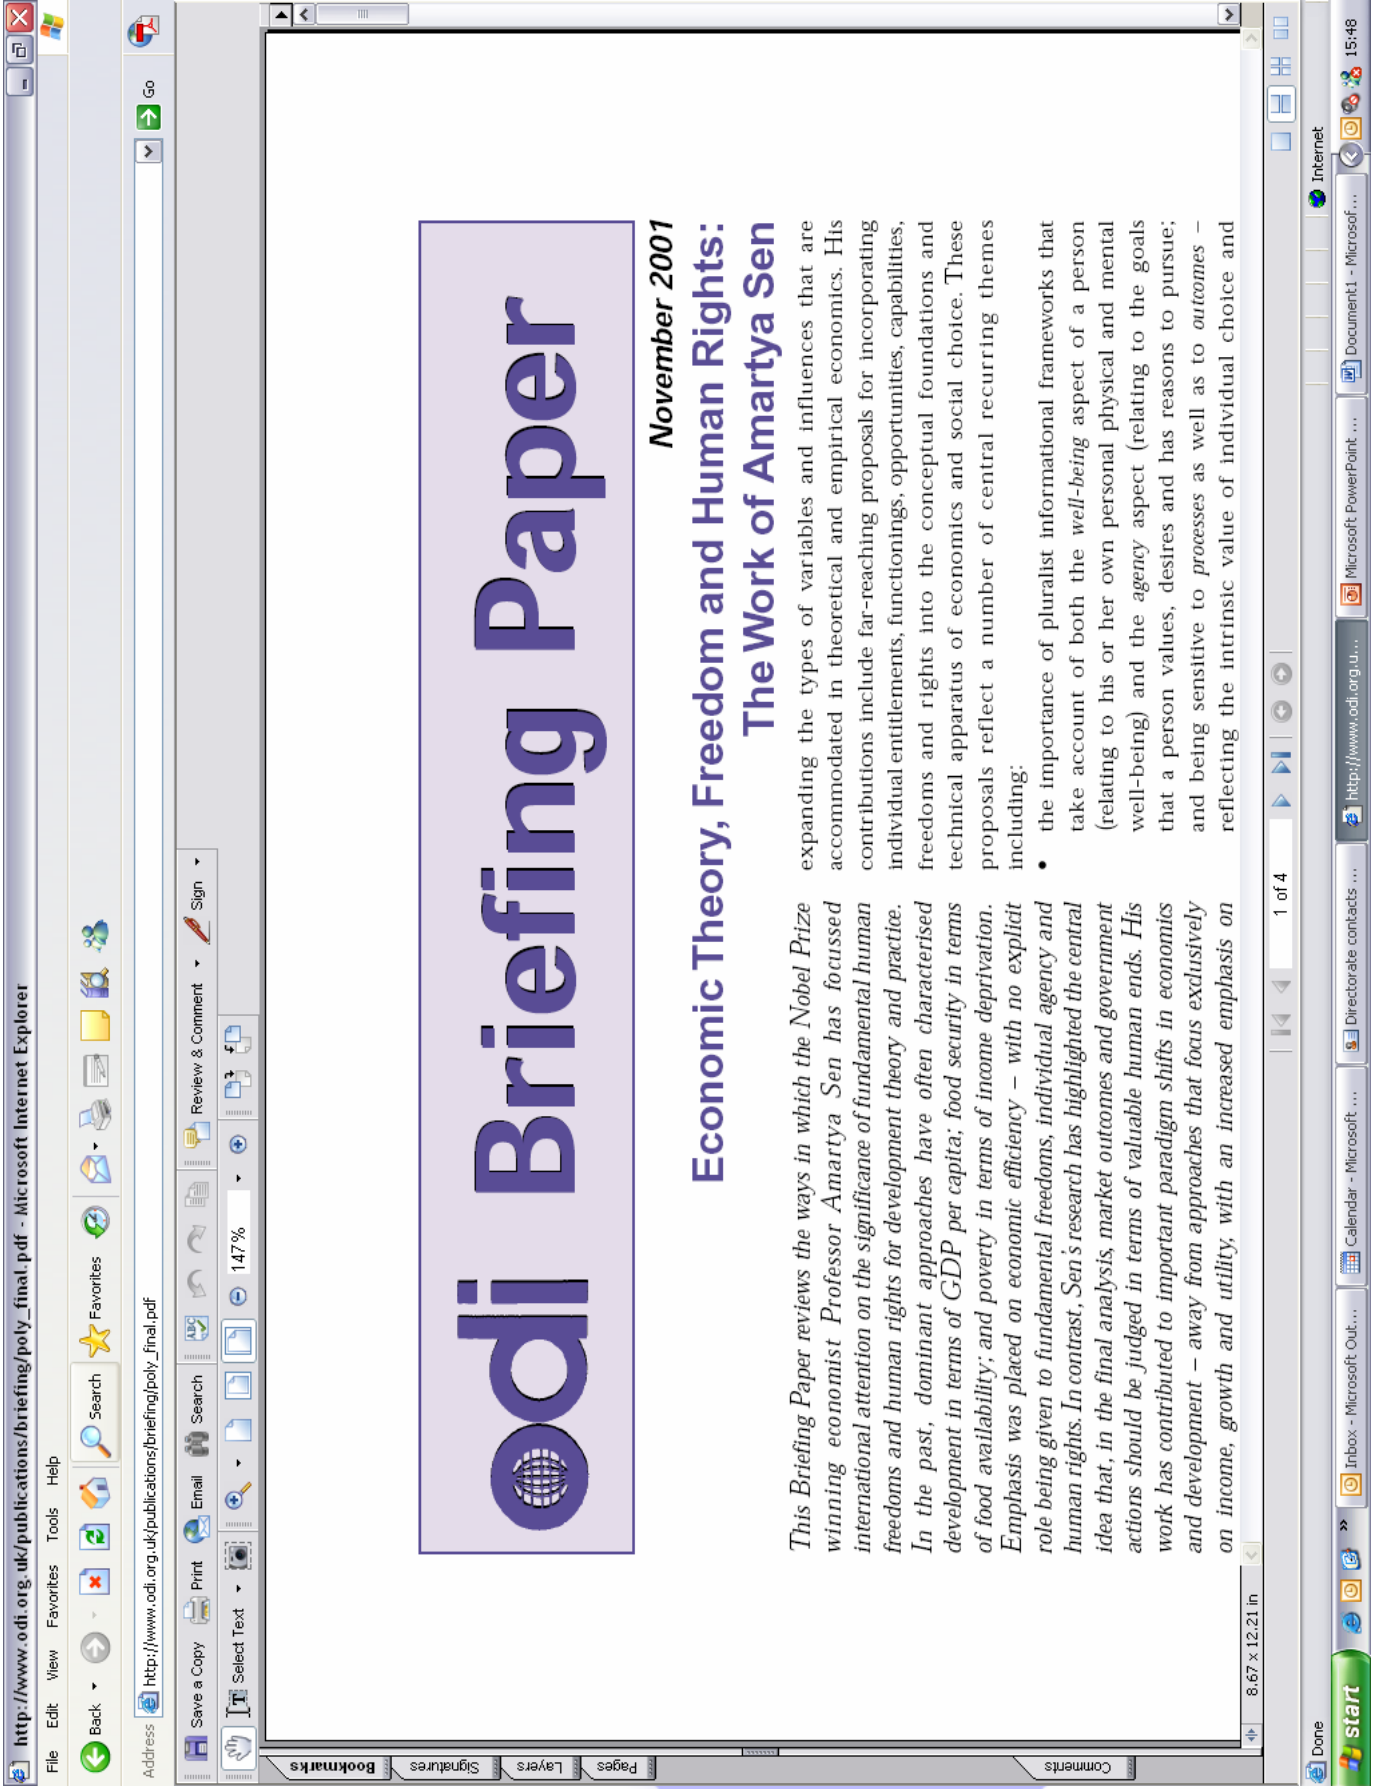 http://www.odi.org.uk/publications/briefing/poly_final.pdf - Microsoft Internet Explorer
File Edit View Favorites Tools Help
Back Search Favorites
Address http://www.odi.org.uk/publications/briefing/poly_final.pdf Go
Save a Copy Print Email Search Review & Comment Sign
Select Text 147%
Bookmarks
Signatures
Layers
Pages
Comments
odi Briefing Paper
November 2001
Economic Theory, Freedom and Human Rights:
The Work of Amartya Sen
This Briefing Paper reviews the ways in which the Nobel Prize
winning economist Professor Amartya Sen has focussed
international attention on the significance of fundamental human
freedoms and human rights for development theory and practice.
In the past, dominant approaches have often characterised
development in terms of GDP per capita; food security in terms
of food availability; and poverty in terms of income deprivation.
Emphasis was placed on economic efficiency – with no explicit
role being given to fundamental freedoms, individual agency and
human rights. In contrast, Sen's research has highlighted the central
idea that, in the final analysis, market outcomes and government
actions should be judged in terms of valuable human ends. His
work has contributed to important paradigm shifts in economics
and development – away from approaches that focus exclusively
on income, growth and utility, with an increased emphasis on
expanding the types of variables and influences that are
accommodated in theoretical and empirical economics. His
contributions include far-reaching proposals for incorporating
individual entitlements, functionings, opportunities, capabilities,
freedoms and rights into the conceptual foundations and
technical apparatus of economics and social choice. These
proposals reflect a number of central recurring themes
including:
• the importance of pluralist informational frameworks that
take account of both the well-being aspect of a person
(relating to his or her own personal physical and mental
well-being) and the agency aspect (relating to the goals
that a person values, desires and has reasons to pursue;
and being sensitive to processes as well as to outcomes –
reflecting the intrinsic value of individual choice and
8.67 x 12.21 in
1 of 4
Done Internet
start » Inbox - Microsoft Out... Calendar - Microsoft ... Directorate contacts ... http://www.odi.org.u... Microsoft PowerPoint ... Document1 - Microsof... 15:48